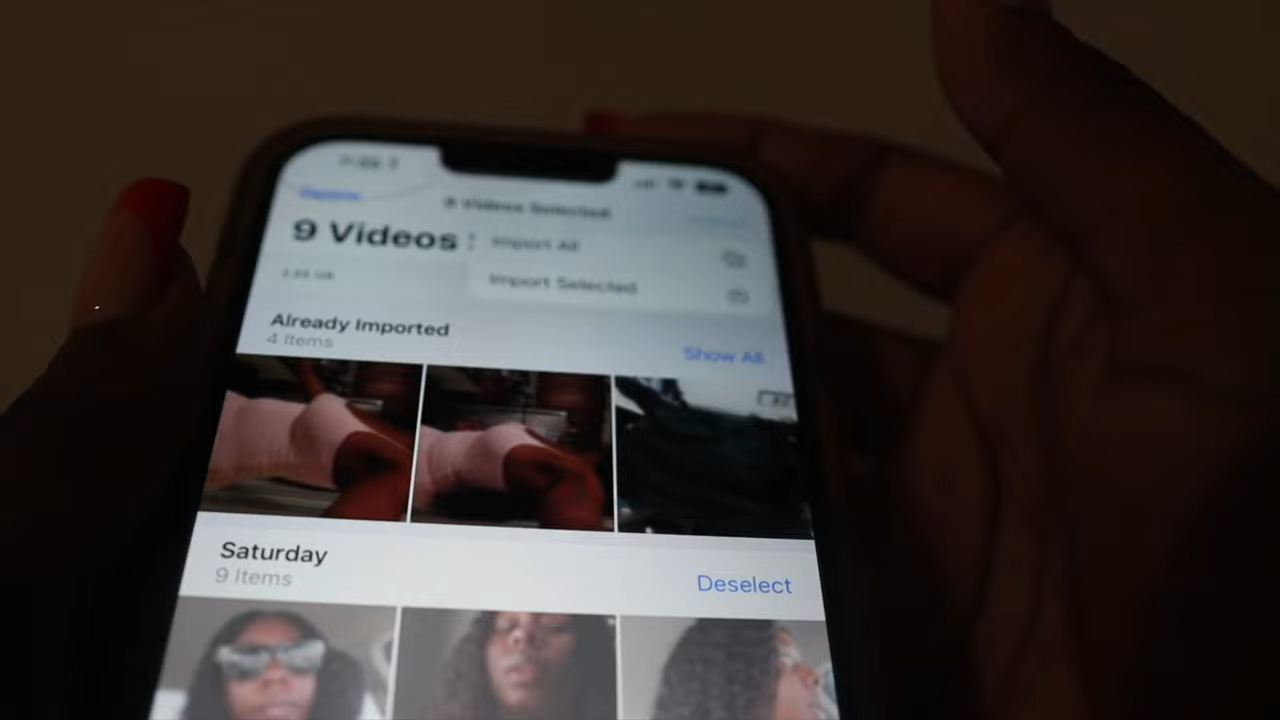 9 Videos Selected
9 Videos
Import All
Import Selected
Already Imported
4 Items
Show All
Saturday
9 Items
Deselect